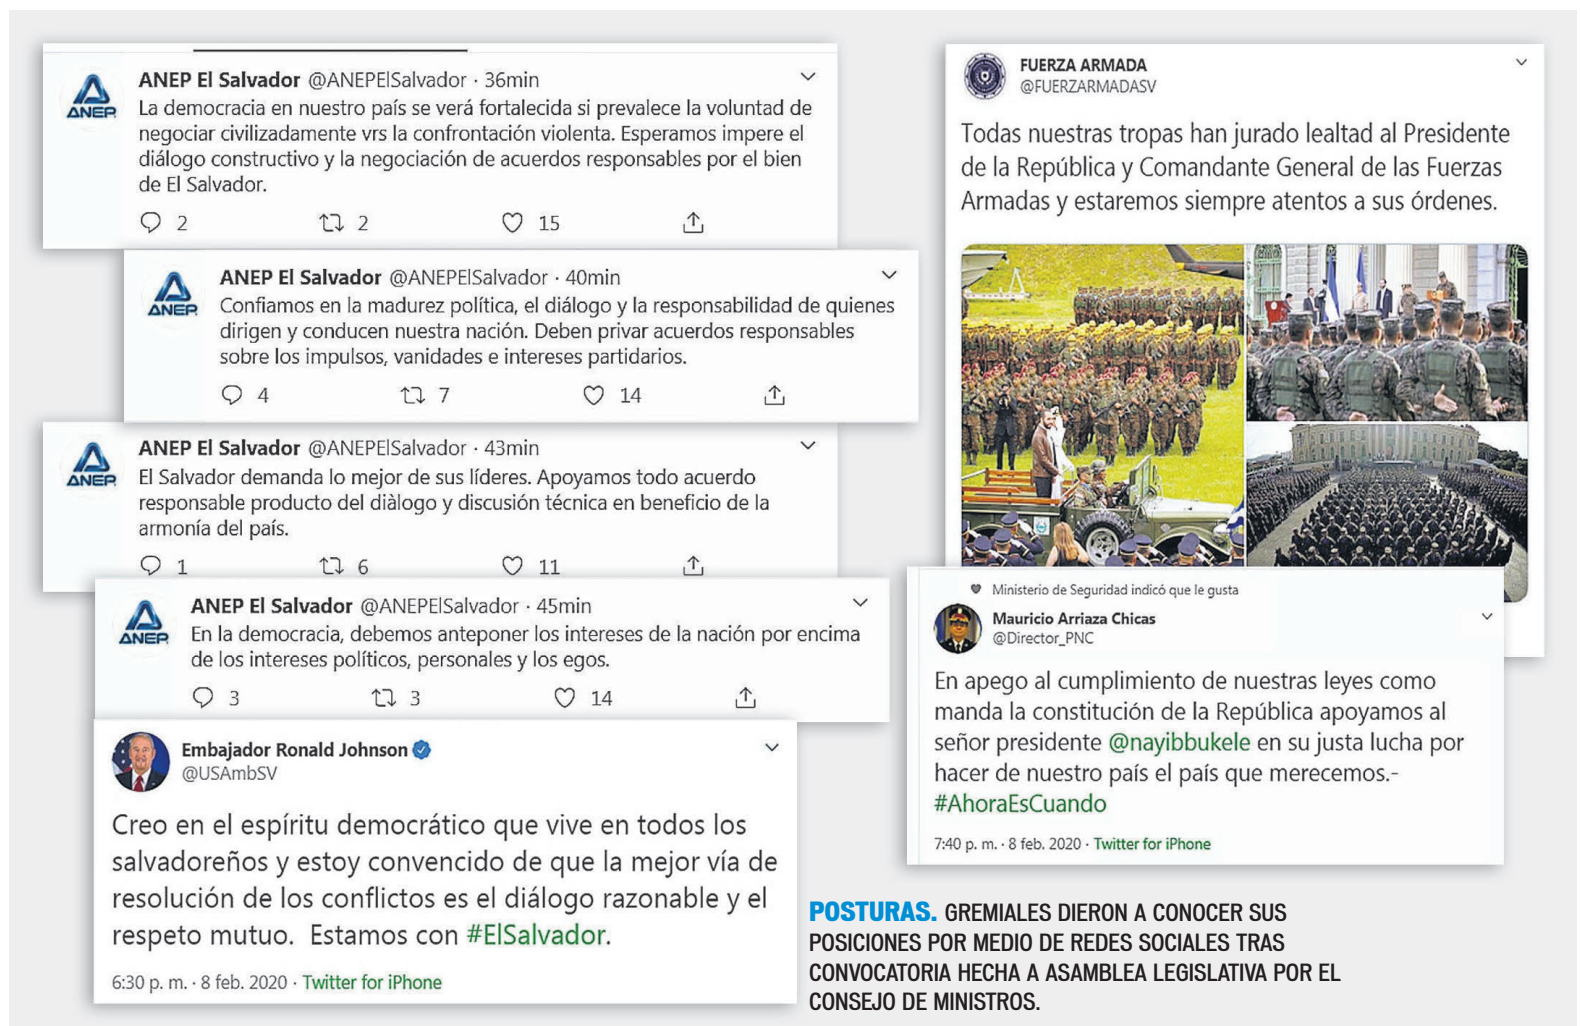 ANEP
ANEP El Salvador @ANEPElSalvador · 36min
La democracia en nuestro país se verá fortalecida si prevalece la voluntad de
negociar civilizadamente vrs la confrontación violenta. Esperamos impere el
diálogo constructivo y la negociación de acuerdos responsables por el bien
de El Salvador.
2 2 15
ANEP
ANEP El Salvador @ANEPElSalvador · 40min
Confiamos en la madurez política, el diálogo y la responsabilidad de quienes
dirigen y conducen nuestra nación. Deben privar acuerdos responsables
sobre los impulsos, vanidades e intereses partidarios.
4 7 14
ANEP
ANEP El Salvador @ANEPElSalvador · 43min
El Salvador demanda lo mejor de sus líderes. Apoyamos todo acuerdo
responsable producto del diàlogo y discusión técnica en beneficio de la
armonía del país.
1 6 11
ANEP
ANEP El Salvador @ANEPElSalvador · 45min
En la democracia, debemos anteponer los intereses de la nación por encima
de los intereses políticos, personales y los egos.
3 3 14
Embajador Ronald Johnson
@USAmbSV
Creo en el espíritu democrático que vive en todos los
salvadoreños y estoy convencido de que la mejor vía de
resolución de los conflictos es el diálogo razonable y el
respeto mutuo. Estamos con #ElSalvador.
6:30 p. m. · 8 feb. 2020 · Twitter for iPhone
FUERZA ARMADA
@FUERZARMADASV
Todas nuestras tropas han jurado lealtad al Presidente
de la República y Comandante General de las Fuerzas
Armadas y estaremos siempre atentos a sus órdenes.
Ministerio de Seguridad indicó que le gusta
Mauricio Arriaza Chicas
@Director_PNC
En apego al cumplimiento de nuestras leyes como
manda la constitución de la República apoyamos al
señor presidente @nayibbukele en su justa lucha por
hacer de nuestro país el país que merecemos.-
#AhoraEsCuando
7:40 p. m. · 8 feb. 2020 · Twitter for iPhone
POSTURAS. GREMIALES DIERON A CONOCER SUS
POSICIONES POR MEDIO DE REDES SOCIALES TRAS
CONVOCATORIA HECHA A ASAMBLEA LEGISLATIVA POR EL
CONSEJO DE MINISTROS.